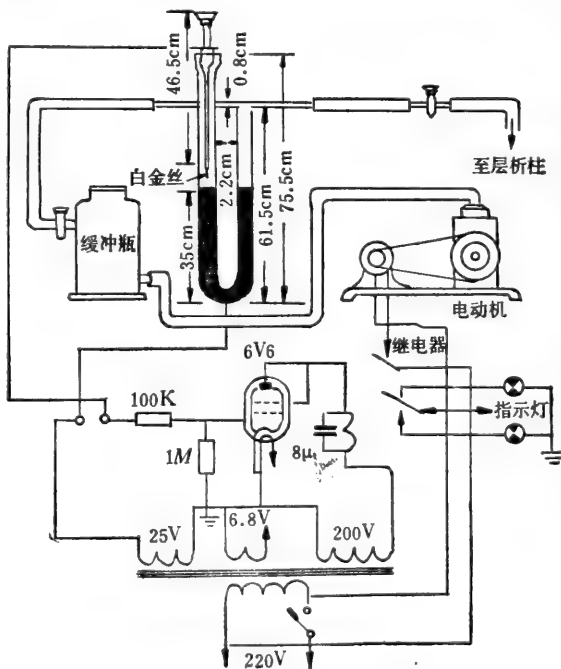 46.5cm
0.8cm
白金丝
2.2cm
61.5cm
75.5cm
35cm
缓冲瓶
至层析柱
电动机
继电器
6V6
100K
指示灯
1M
8μ
25V
6.8V
200V
220V